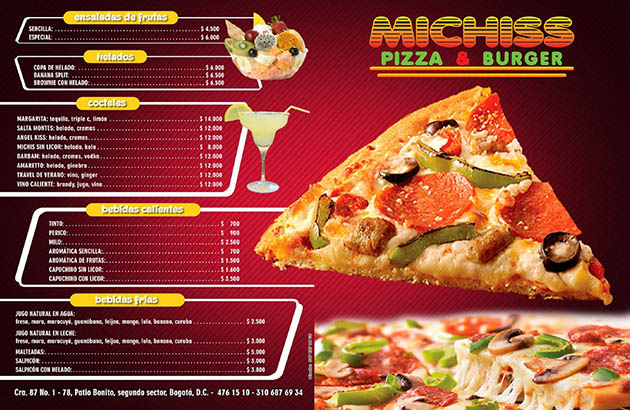 ensaladas de frutas
SENCILLA: $ 4.500
ESPECIAL: $ 6.000
helados
COPA DE HELADO: $ 6.000
BANANA SPLIT: $ 6.500
BROWNIE CON HELADO: $ 6.500
cocteles
MARGARITA: tequila, triple c, limón $ 14.000
SALTA MONTES: helado, cremas $ 12.000
ANGEL KISS: helado, cremas $ 12.000
MICHIS SIN LICOR: helado, kola $ 8.000
BARBAN: helado, cremas, vodka $ 12.000
AMARETTO: helado, ginebra $ 12.000
TRAVEL DE VERANO: vino, ginger $ 12.000
VINO CALIENTE: brandy, jugo, vino $ 12.000
bebidas calientes
TINTO: $ 700
PERICO: $ 900
MILO: $ 2.500
AROMÁTICA SENCILLA: $ 700
AROMÁTICA DE FRUTAS: $ 1.500
CAPUCHINO SIN LICOR: $ 1.600
CAPUCHINO CON LICOR: $ 3.500
bebidas frías
JUGO NATURAL EN AGUA:
fresa, mora, maracuyá, guanábana, feijoa, mango, lulo, banano, curuba $ 2.500
JUGO NATURAL EN LECHE:
fresa, mora, maracuyá, guanábana, feijoa, mango, lulo, banano, curuba $ 3.000
MALTEADAS: $ 5.000
SALPICÓN: $ 3.000
SALPICÓN CON HELADO: $ 3.800
Cra. 87 No. 1 - 78, Patio Bonito, segundo sector, Bogotá, D.C. - 476 15 10 - 310 687 69 34
MICHISS
PIZZA & BURGER